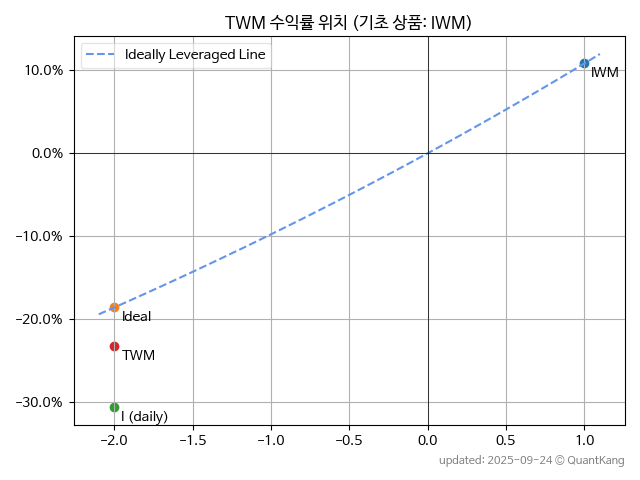 TWM 수익률 위치 (기초 상품: IWM)
Ideally Leveraged Line
10.0%
IWM
0.0%
−10.0%
−20.0%
Ideal
TWM
−30.0%
I (daily)
−2.0 −1.5 −1.0 −0.5 0.0 0.5 1.0
updated: 2025-09-24 © QuantKang